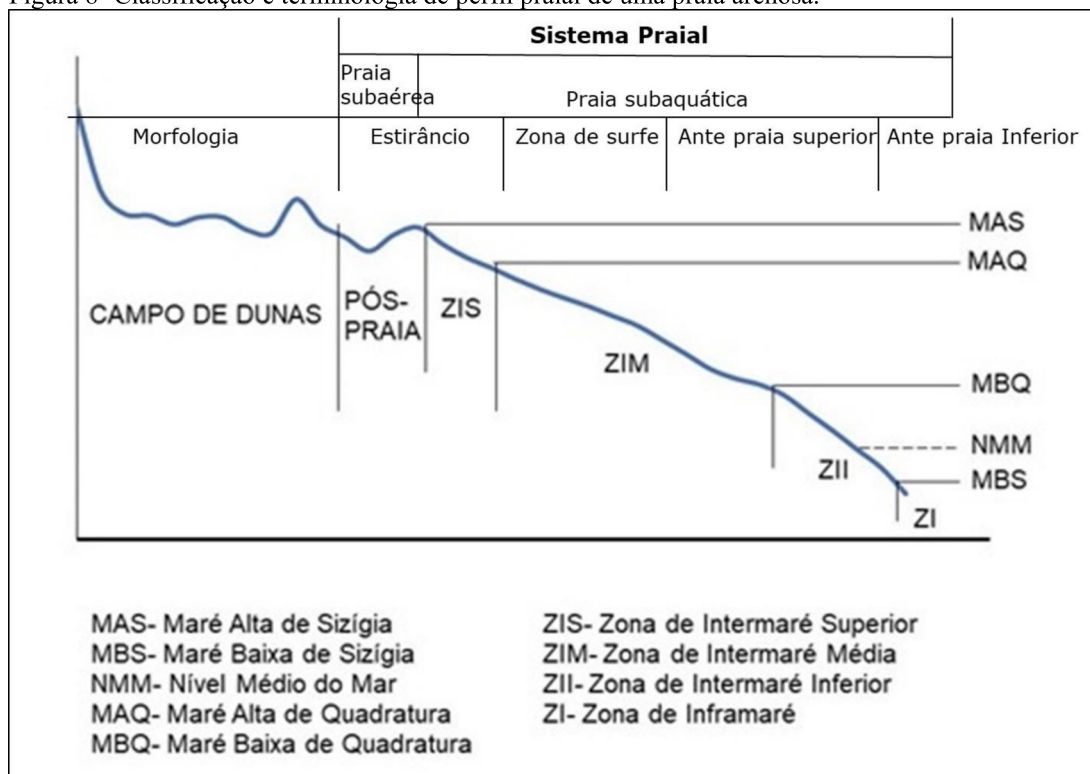 Figura 8- Classificação e terminologia de perfil praial de uma praia arenosa.
Sistema Praial
Praia
subaérea
Praia subaquática
Morfologia
Estirâncio
Zona de surfe
Ante praia superior
Ante praia Inferior
MAS
MAQ
CAMPO DE DUNAS
PÓS-
PRAIA
ZIS
ZIM
MBQ
NMM
ZII
MBS
ZI
MAS- Maré Alta de Sizígia
MBS- Maré Baixa de Sizígia
NMM- Nível Médio do Mar
MAQ- Maré Alta de Quadratura
MBQ- Maré Baixa de Quadratura
ZIS- Zona de Intermaré Superior
ZIM- Zona de Intermaré Média
ZII- Zona de Intermaré Inferior
ZI- Zona de Inframaré